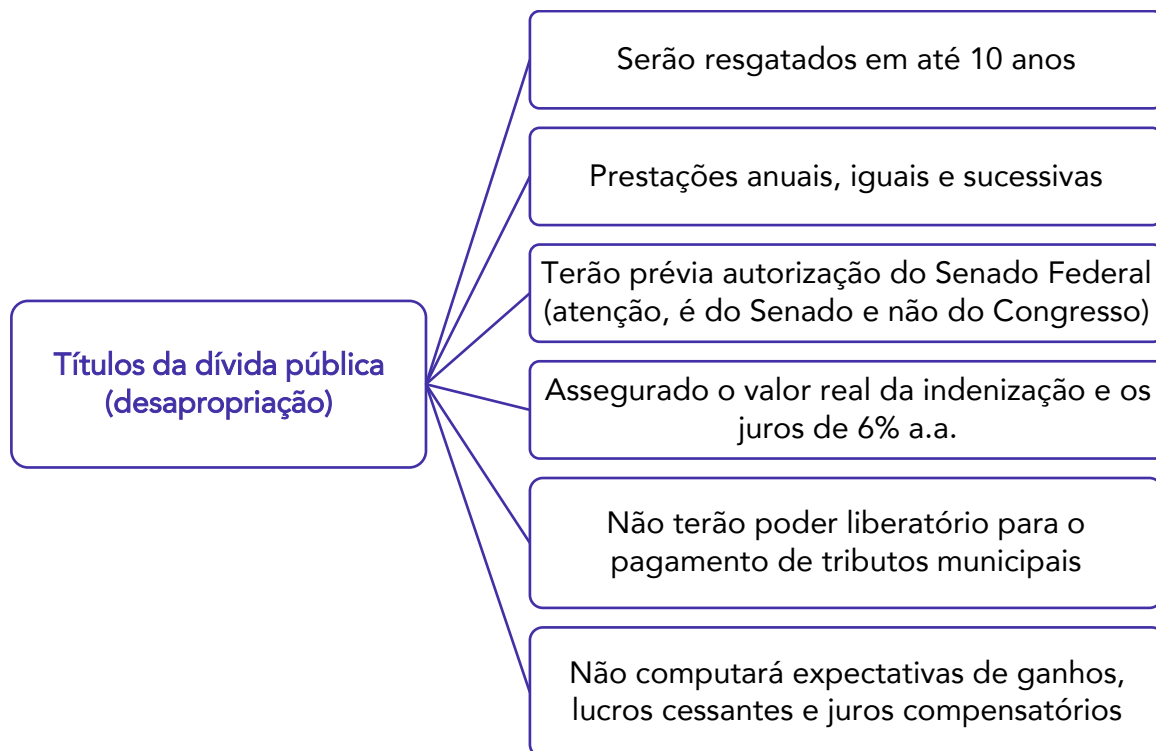 Títulos da dívida pública
(desapropriação)
Serão resgatados em até 10 anos
Prestações anuais, iguais e sucessivas
Terão prévia autorização do Senado Federal
(atenção, é do Senado e não do Congresso)
Assegurado o valor real da indenização e os
juros de 6% a.a.
Não terão poder liberatório para o
pagamento de tributos municipais
Não computará expectativas de ganhos,
lucros cessantes e juros compensatórios